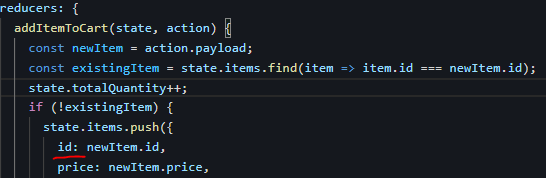 reducers: {
addItemToCart(state, action) {
const newItem = action.payload;
const existingItem = state.items.find(item => item.id === newItem.id);
state.totalQuantity++;
if (!existingItem) {
state.items.push({
id: newItem.id,
price: newItem.price,